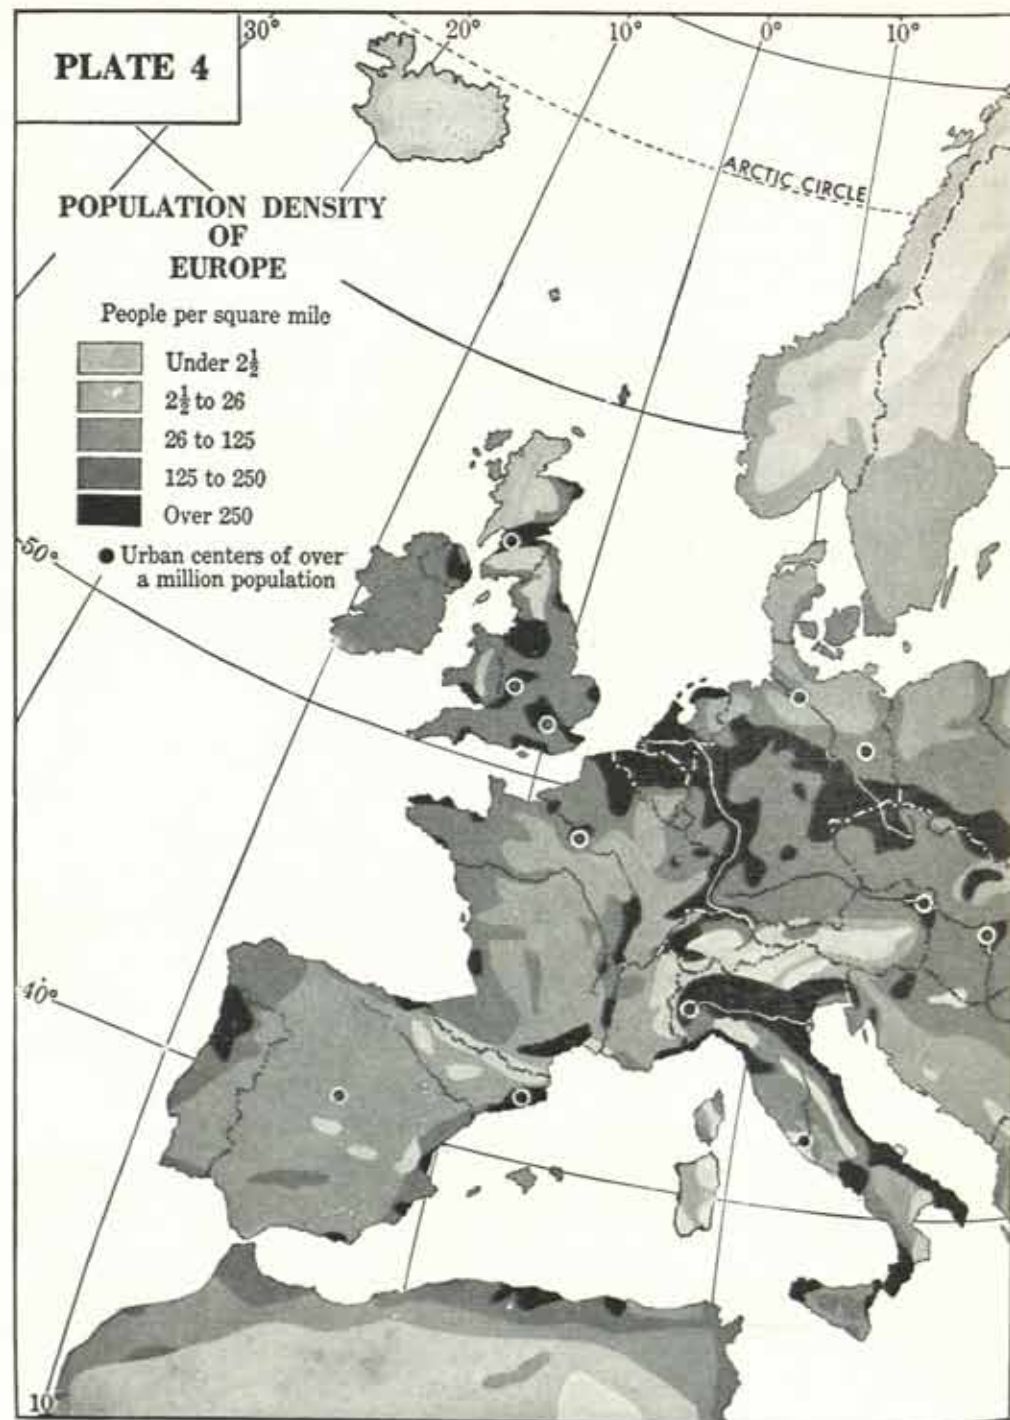 30°
20°
10°
0°
10°
PLATE 4
ARCTIC CIRCLE
POPULATION DENSITY
OF
EUROPE
People per square mile
Under 2½
2½ to 26
26 to 125
125 to 250
Over 250
Urban centers of over
a million population
50°
40°
10°